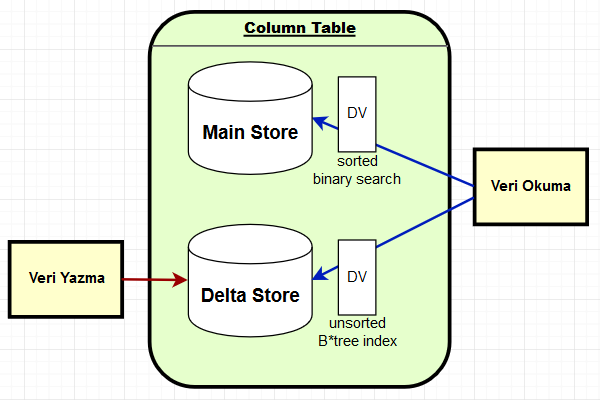 Column Table
Main Store
DV
sorted
binary search
Veri Okuma
Veri Yazma
Delta Store
DV
unsorted
B*tree index